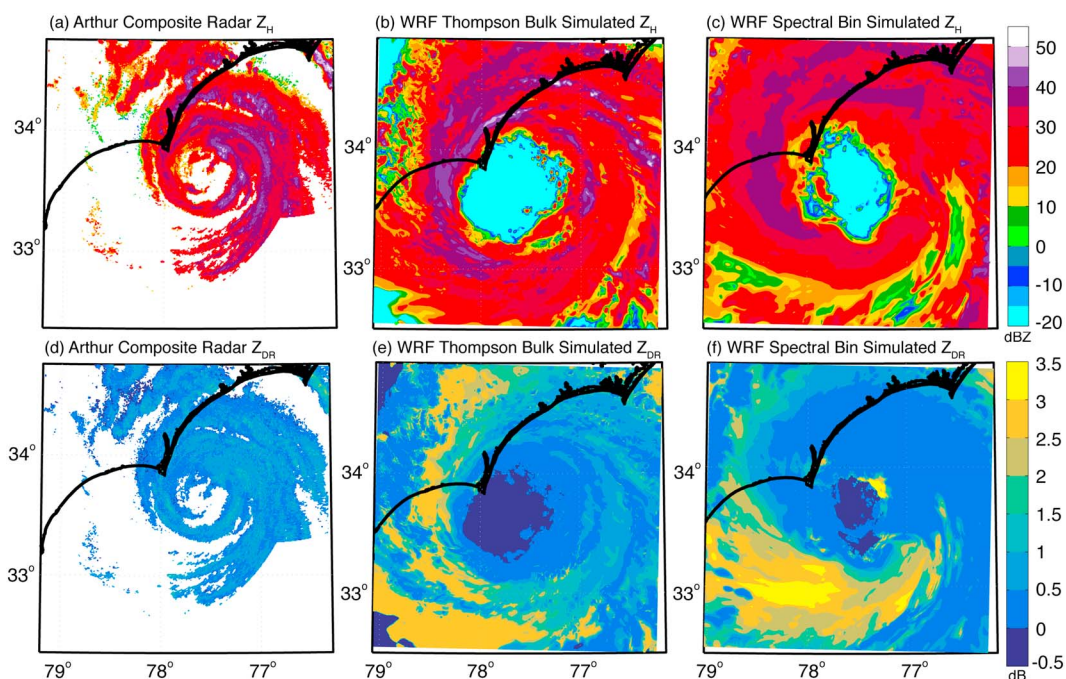 (a) Arthur Composite Radar Z_H
(b) WRF Thompson Bulk Simulated Z_H
(c) WRF Spectral Bin Simulated Z_H
34°
33°
34°
33°
34°
33°
50
40
30
20
10
0
-10
-20
dBZ
(d) Arthur Composite Radar Z_DR
(e) WRF Thompson Bulk Simulated Z_DR
(f) WRF Spectral Bin Simulated Z_DR
34°
33°
34°
33°
34°
33°
3.5
3
2.5
2
1.5
1
0.5
0
-0.5
dB
79° 78° 77°
79° 78° 77°
79° 78° 77°